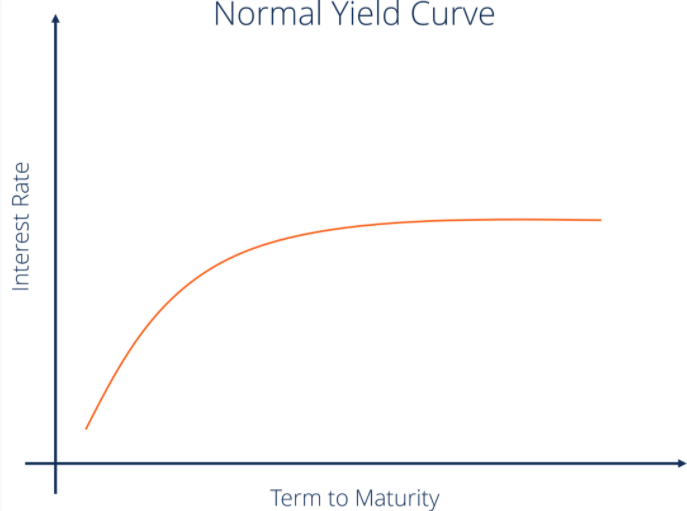 Normal Yield Curve
Interest Rate
Term to Maturity